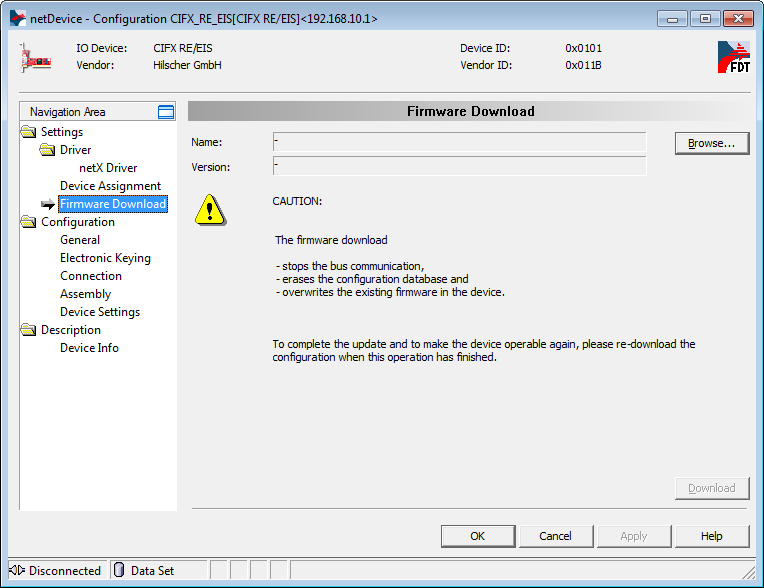 netDevice - Configuration CIFX_RE_EIS[CIFX RE/EIS]<192.168.10.1>
IO Device: CIFX RE/EIS Device ID: 0x0101
Vendor: Hilscher GmbH Vendor ID: 0x011B
FDT
Navigation Area
Settings
Driver
netX Driver
Device Assignment
Firmware Download
Configuration
General
Electronic Keying
Connection
Assembly
Device Settings
Description
Device Info
Firmware Download
Name: - Browse...
Version: -
CAUTION:
The firmware download
- stops the bus communication,
- erases the configuration database and
- overwrites the existing firmware in the device.
To complete the update and to make the device operable again, please re-download the
configuration when this operation has finished.
Download
OK Cancel Apply Help
Disconnected Data Set